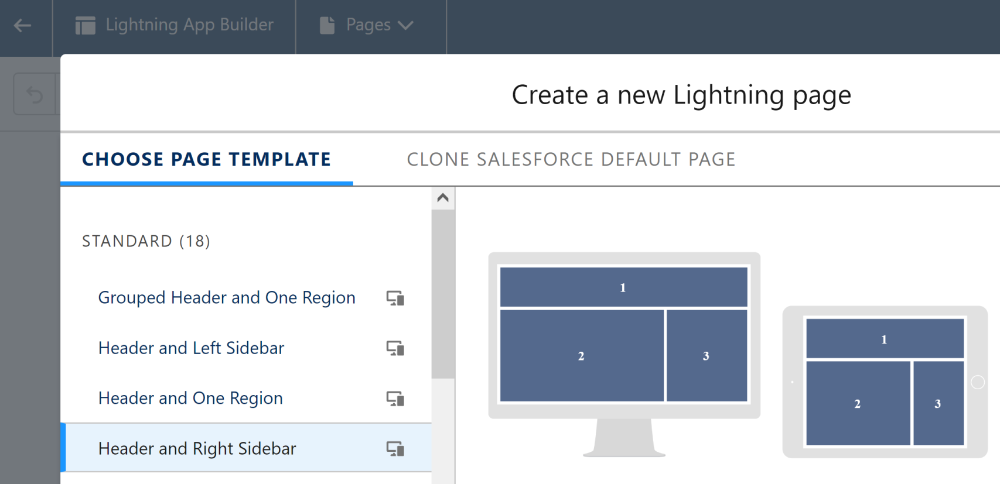 Lightning App Builder
Pages
Create a new Lightning page
CHOOSE PAGE TEMPLATE
CLONE SALESFORCE DEFAULT PAGE
STANDARD (18)
Grouped Header and One Region
Header and Left Sidebar
Header and One Region
Header and Right Sidebar
1
2
3
1
2
3